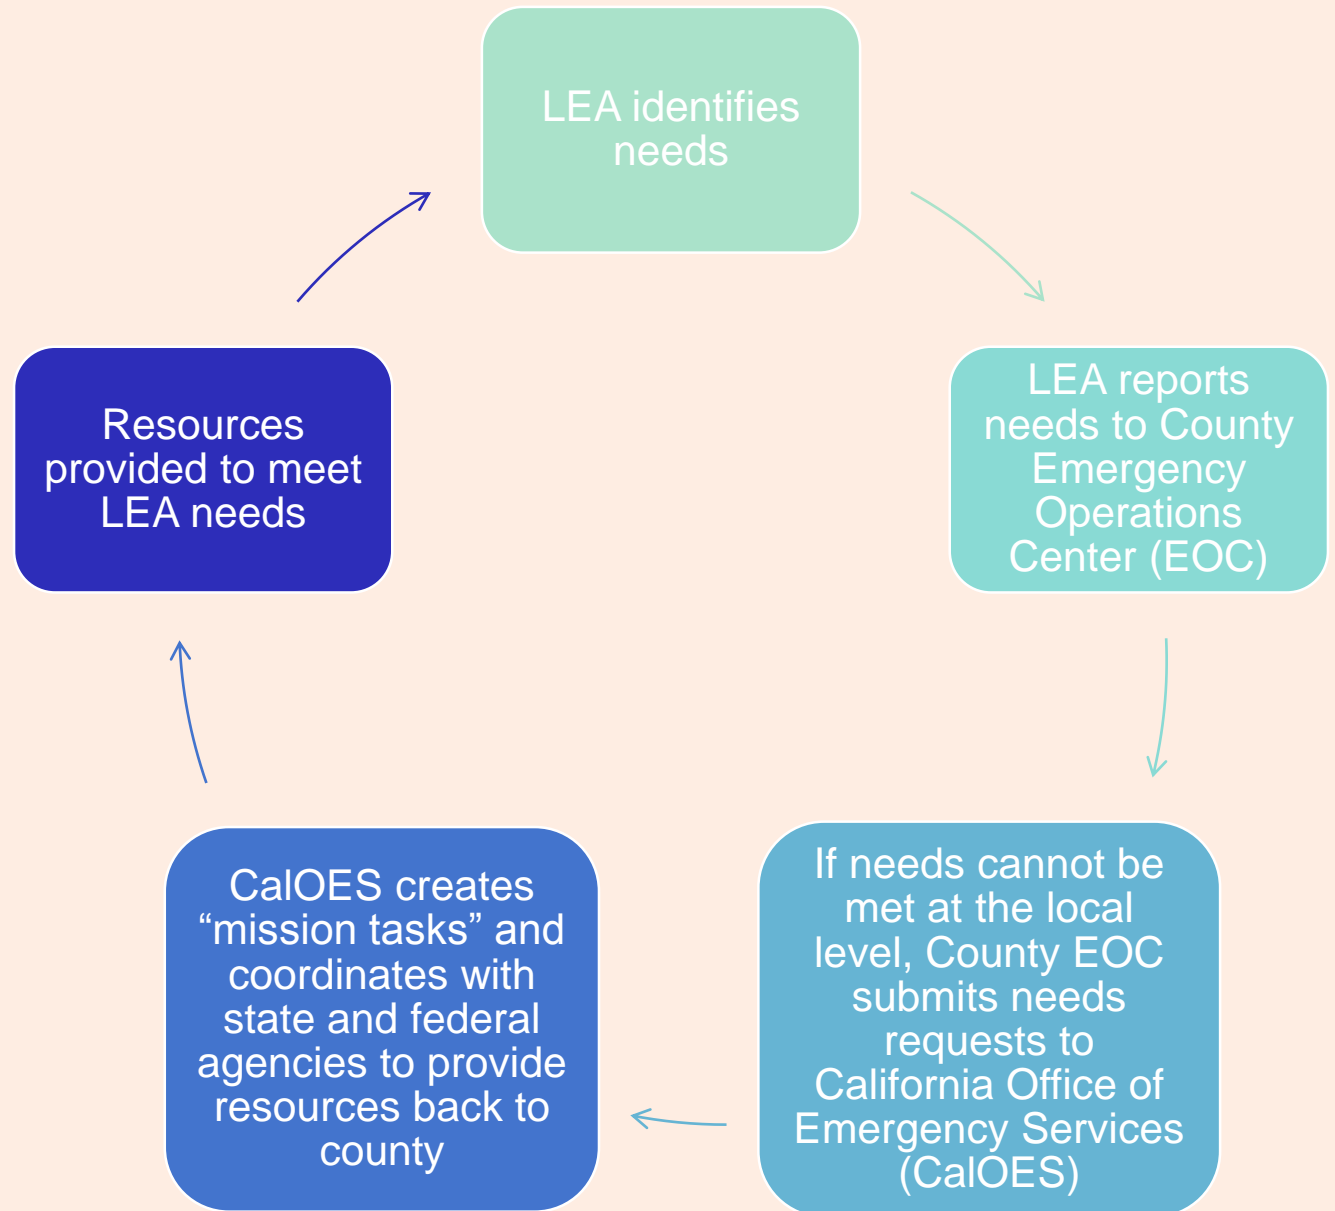 LEA identifies
needs
LEA reports
needs to County
Emergency
Operations
Center (EOC)
If needs cannot be
met at the local
level, County EOC
submits needs
requests to
California Office of
Emergency Services
(CalOES)
CalOES creates
“mission tasks” and
coordinates with
state and federal
agencies to provide
resources back to
county
Resources
provided to meet
LEA needs